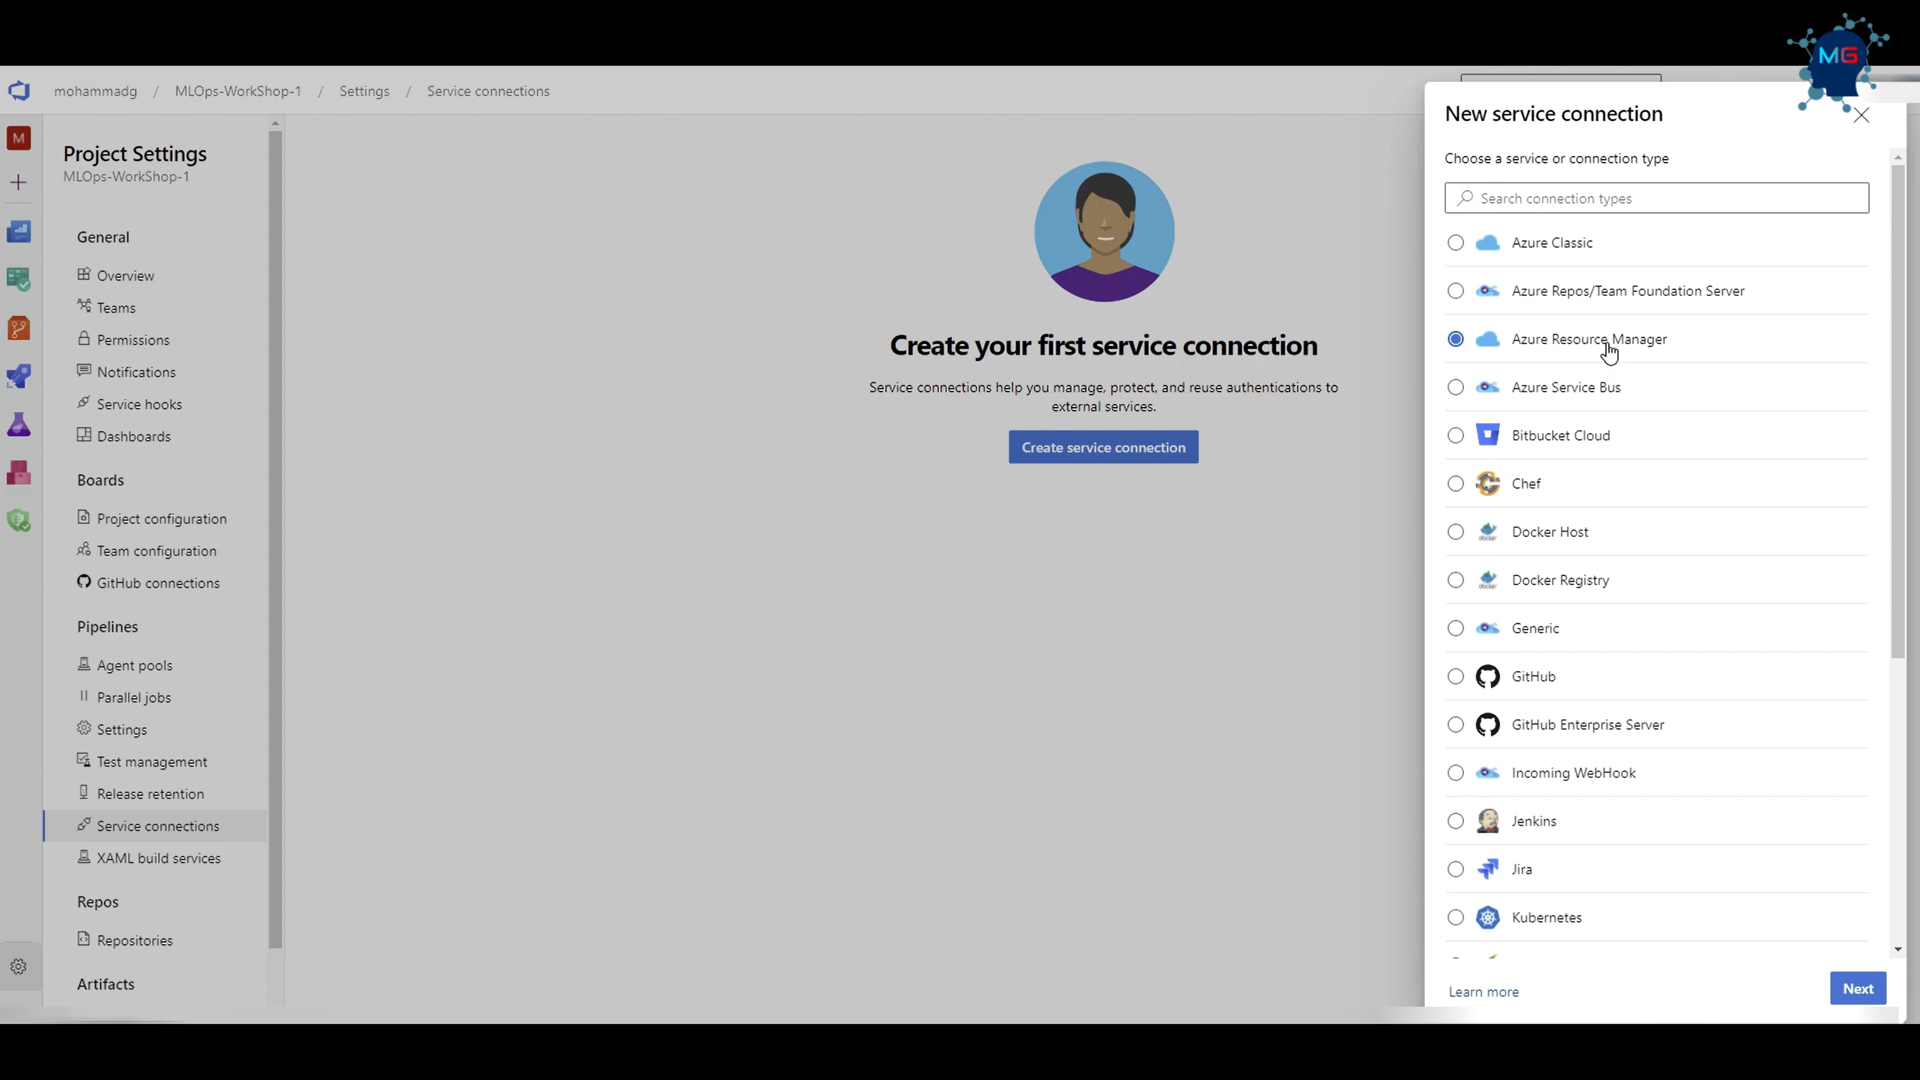 MG
mohammadg / MLOps-WorkShop-1 / Settings / Service connections
M
Project Settings
MLOps-WorkShop-1
General
Overview
Teams
Permissions
Notifications
Service hooks
Dashboards
Boards
Project configuration
Team configuration
GitHub connections
Pipelines
Agent pools
Parallel jobs
Settings
Test management
Release retention
Service connections
XAML build services
Repos
Repositories
Artifacts
Create your first service connection
Service connections help you manage, protect, and reuse authentications to
external services.
Create service connection
New service connection
Choose a service or connection type
Search connection types
Azure Classic
Azure Repos/Team Foundation Server
Azure Resource Manager
Azure Service Bus
Bitbucket Cloud
Chef
Docker Host
Docker Registry
Generic
GitHub
GitHub Enterprise Server
Incoming WebHook
Jenkins
Jira
Kubernetes
Learn more
Next